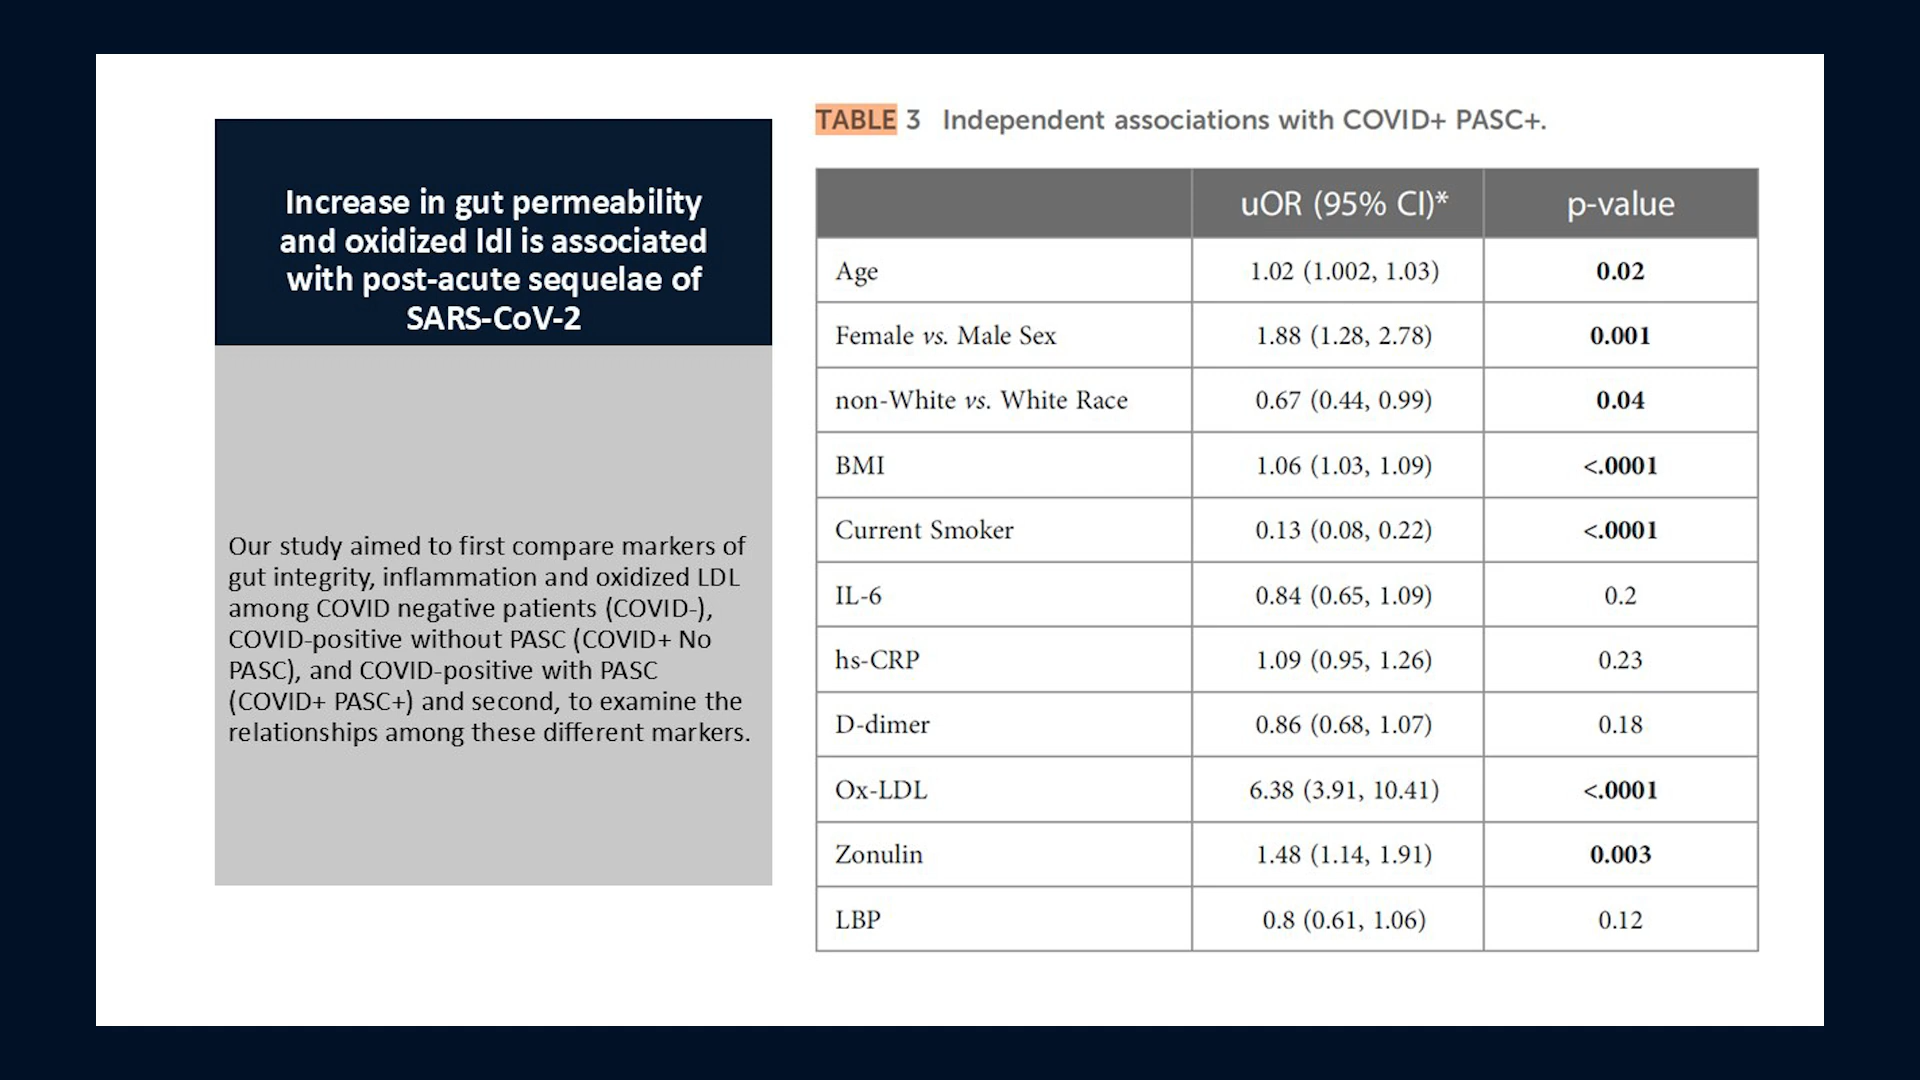 Increase in gut permeability
and oxidized ldl is associated
with post-acute sequelae of
SARS-CoV-2
Our study aimed to first compare markers of
gut integrity, inflammation and oxidized LDL
among COVID negative patients (COVID-),
COVID-positive without PASC (COVID+ No
PASC), and COVID-positive with PASC
(COVID+ PASC+) and second, to examine the
relationships among these different markers.
TABLE 3 Independent associations with COVID+ PASC+.
uOR (95% CI)* p-value
Age 1.02 (1.002, 1.03) 0.02
Female vs. Male Sex 1.88 (1.28, 2.78) 0.001
non-White vs. White Race 0.67 (0.44, 0.99) 0.04
BMI 1.06 (1.03, 1.09) <.0001
Current Smoker 0.13 (0.08, 0.22) <.0001
IL-6 0.84 (0.65, 1.09) 0.2
hs-CRP 1.09 (0.95, 1.26) 0.23
D-dimer 0.86 (0.68, 1.07) 0.18
Ox-LDL 6.38 (3.91, 10.41) <.0001
Zonulin 1.48 (1.14, 1.91) 0.003
LBP 0.8 (0.61, 1.06) 0.12